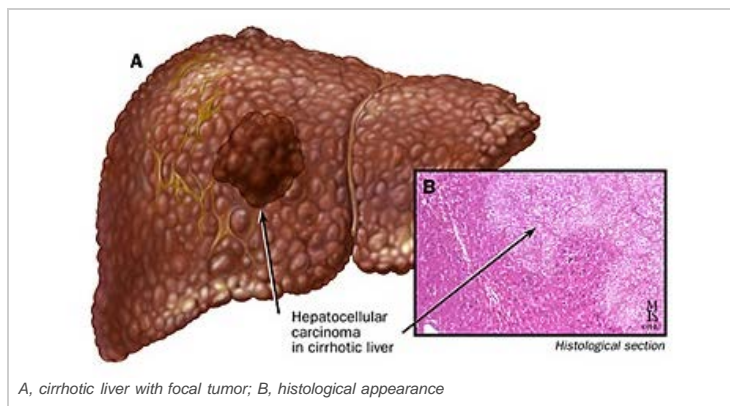 A
B
Hepatocellular
carcinoma
in cirrhotic liver
Histological section
A, cirrhotic liver with focal tumor; B, histological appearance